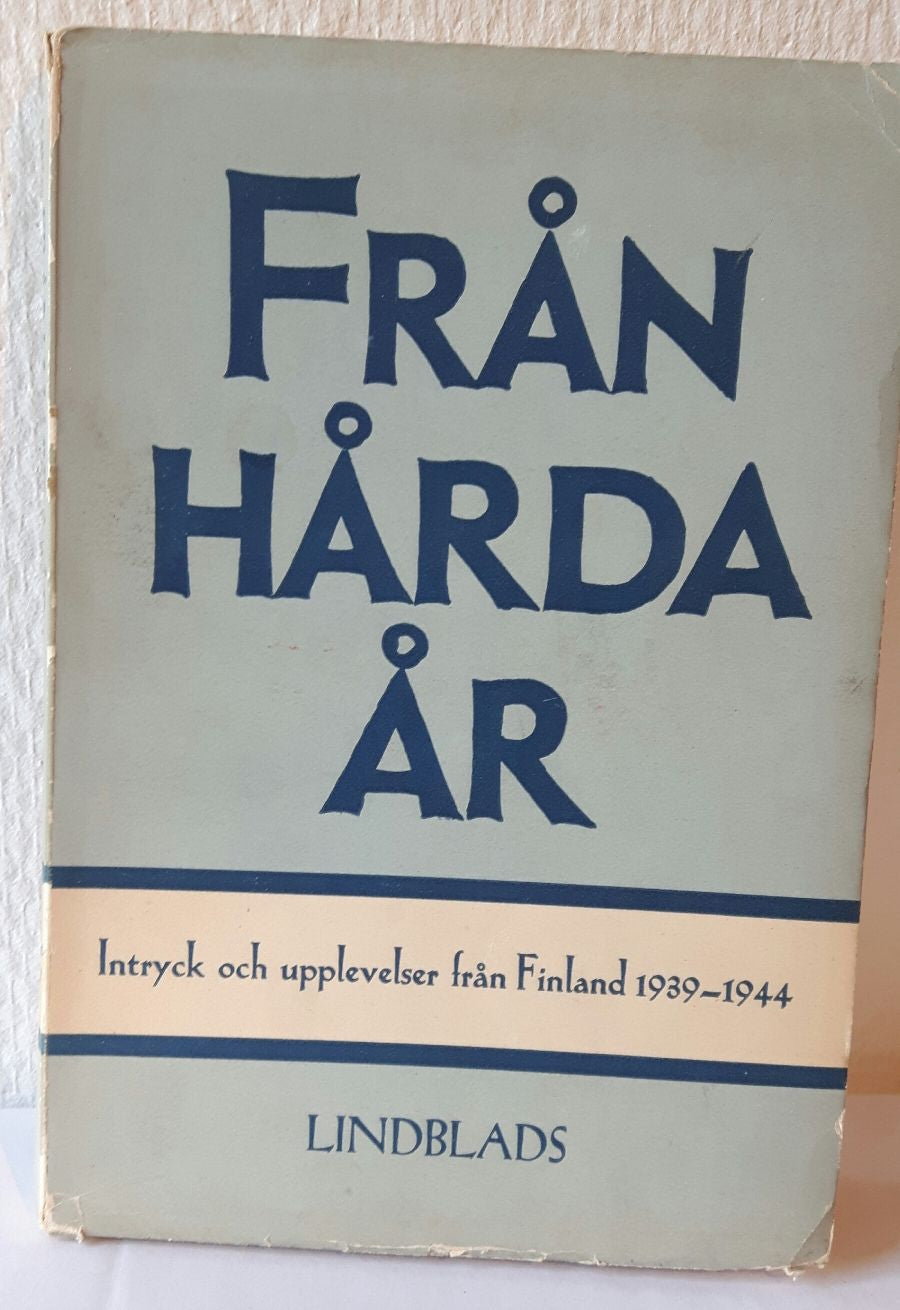 FRÅN
HÅRDA
ÅR
Intryck och upplevelser från Finland 1939–1944
LINDBLADS